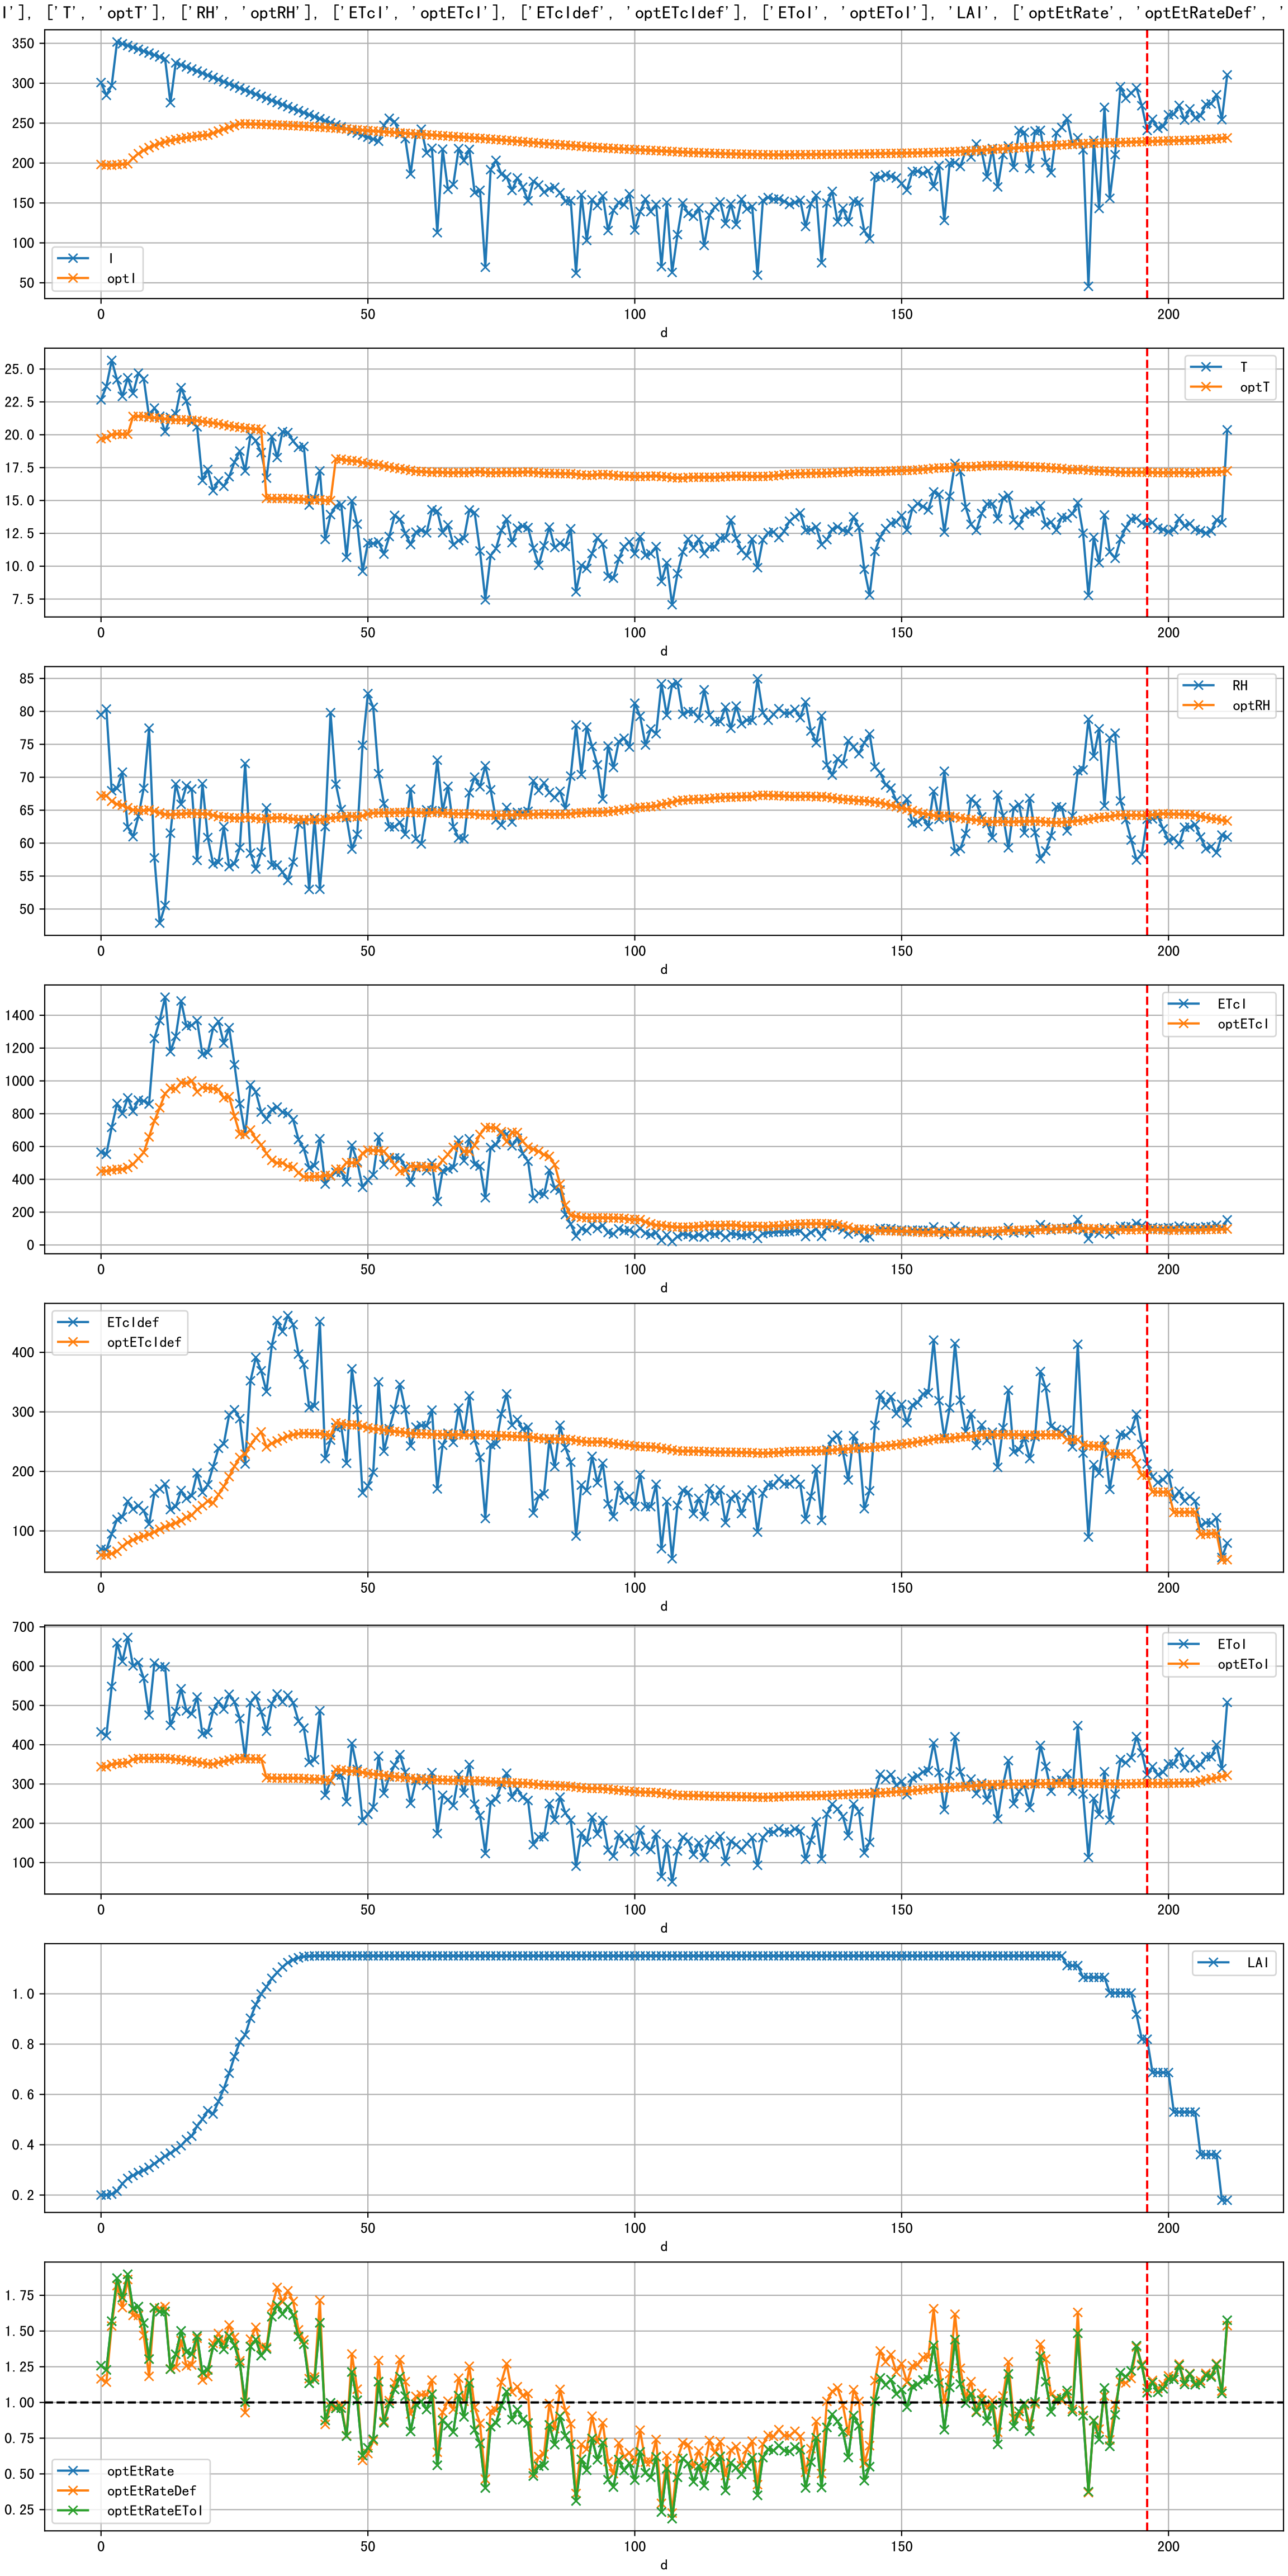 I'], ['T', 'optT'], ['RH', 'optRH'], ['ETcI', 'optETcI'], ['ETcIdef', 'optETcIdef'], ['EToI', 'optEToI'], 'LAI', ['optEtRate', 'optEtRateDef', '
350
300
250
200
150
100
50
I
optI
0 50 100 150 200
d
25.0
22.5
20.0
17.5
15.0
12.5
10.0
7.5
T
optT
0 50 100 150 200
d
85
80
75
70
65
60
55
50
RH
optRH
0 50 100 150 200
d
1400
1200
1000
800
600
400
200
0
ETcI
optETcI
0 50 100 150 200
d
400
300
200
100
ETcIdef
optETcIdef
0 50 100 150 200
d
700
600
500
400
300
200
100
EToI
optEToI
0 50 100 150 200
d
1.0
0.8
0.6
0.4
0.2
LAI
0 50 100 150 200
d
1.75
1.50
1.25
1.00
0.75
0.50
0.25
optEtRate
optEtRateDef
optEtRateEToI
0 50 100 150 200
d